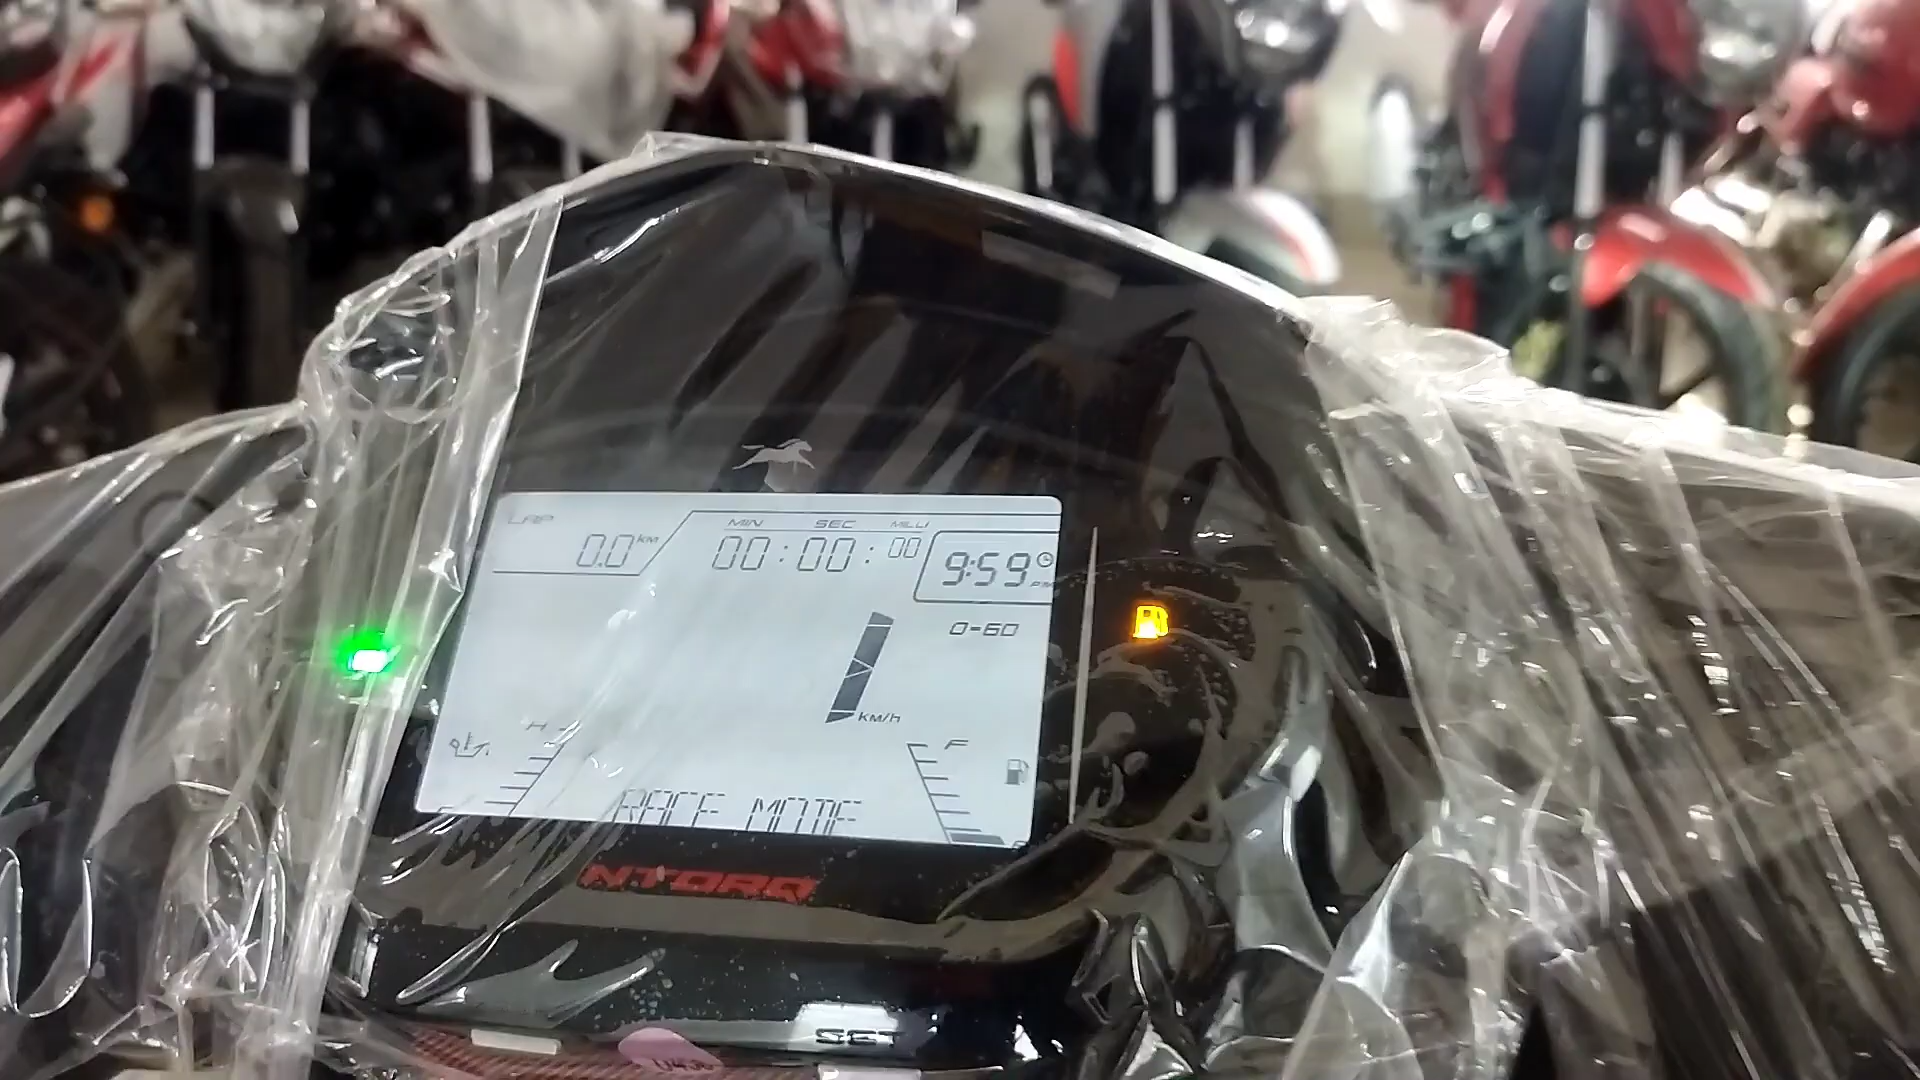 LAP
0.0 km
MIN SEC MILLI
00:00:00
9:59 PM
0-60
km/h
H
F
RACE MODE
NTORQ
SET